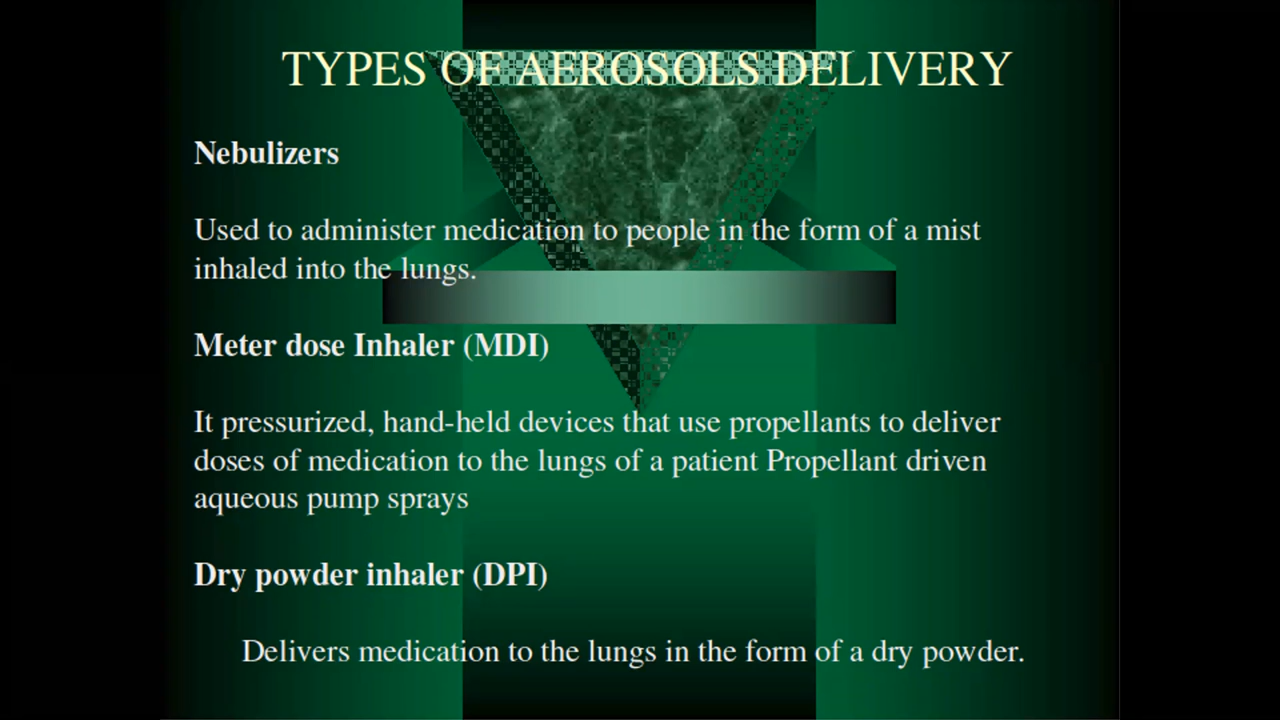 TYPES OF AEROSOLS DELIVERY
Nebulizers
Used to administer medication to people in the form of a mist
inhaled into the lungs.
Meter dose Inhaler (MDI)
It pressurized, hand-held devices that use propellants to deliver
doses of medication to the lungs of a patient Propellant driven
aqueous pump sprays
Dry powder inhaler (DPI)
Delivers medication to the lungs in the form of a dry powder.